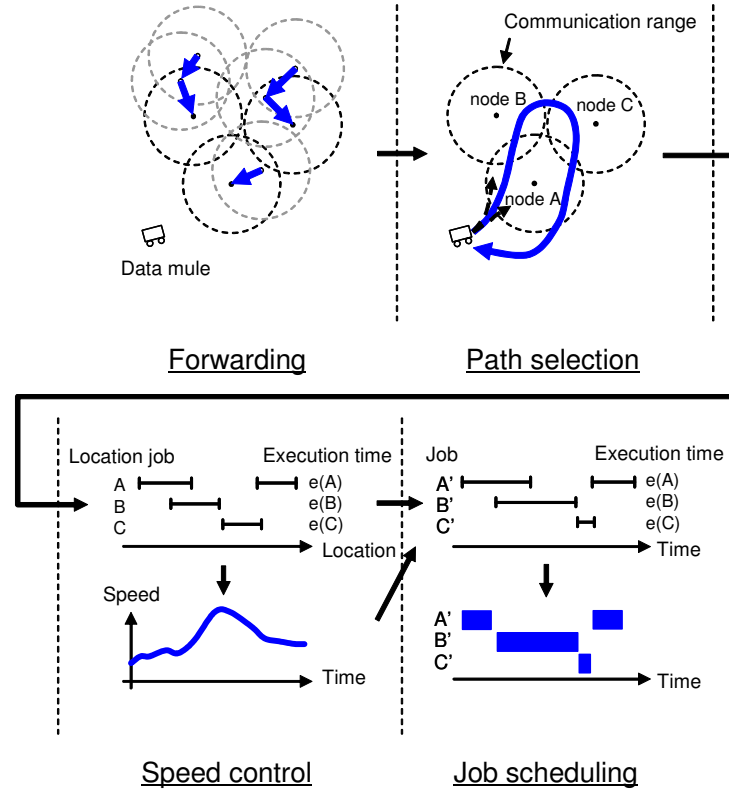 Communication range
node B
node C
node A
Data mule
Forwarding
Path selection
Location job
Execution time
A
e(A)
B
e(B)
C
e(C)
Location
Speed
Time
Speed control
Job
Execution time
A'
e(A)
B'
e(B)
C'
e(C)
Time
A'
B'
C'
Time
Job scheduling